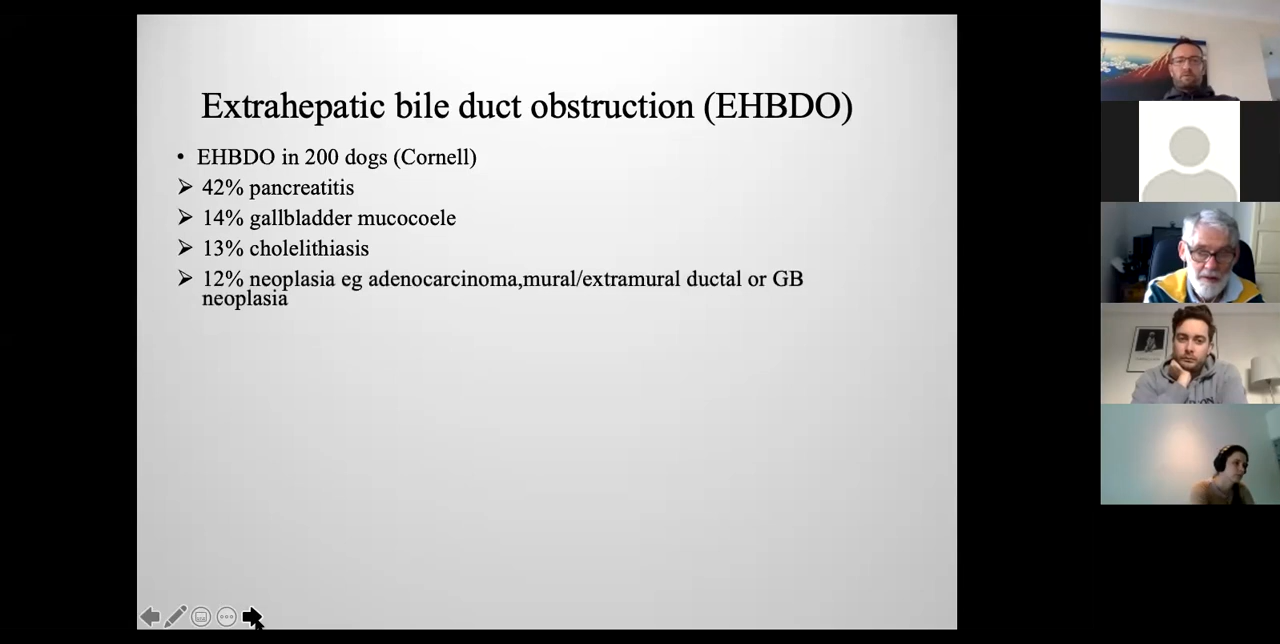 Extrahepatic bile duct obstruction (EHBDO)
• EHBDO in 200 dogs (Cornell)
➢ 42% pancreatitis
➢ 14% gallbladder mucocoele
➢ 13% cholelithiasis
➢ 12% neoplasia eg adenocarcinoma,mural/extramural ductal or GB
neoplasia